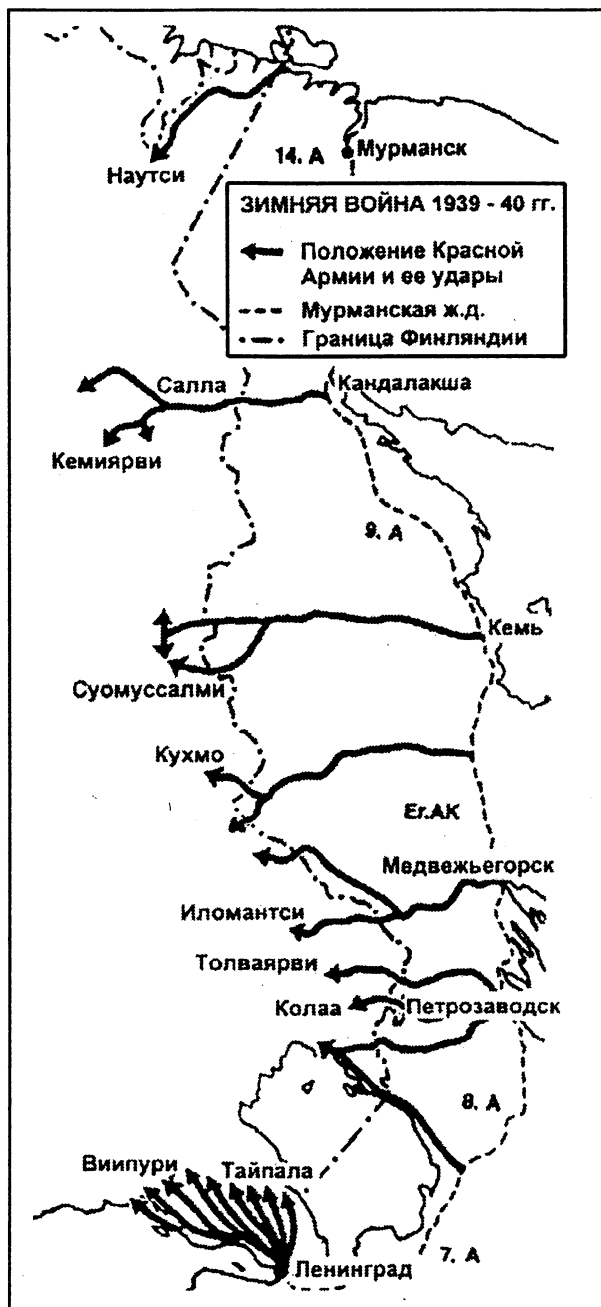 14. А
Мурманск
Наутси
ЗИМНЯЯ ВОЙНА 1939 - 40 гг.
Положение Красной
Армии и ее удары
Мурманская ж.д.
Граница Финляндии
Салла
Кандалакша
Кемиярви
9. А
Кемь
Суомуссалми
Кухмо
Er.AK
Медвежьегорск
Иломантси
Толваярви
Колаа
Петрозаводск
8. А
Виипури
Тайпала
7. А
Ленинград